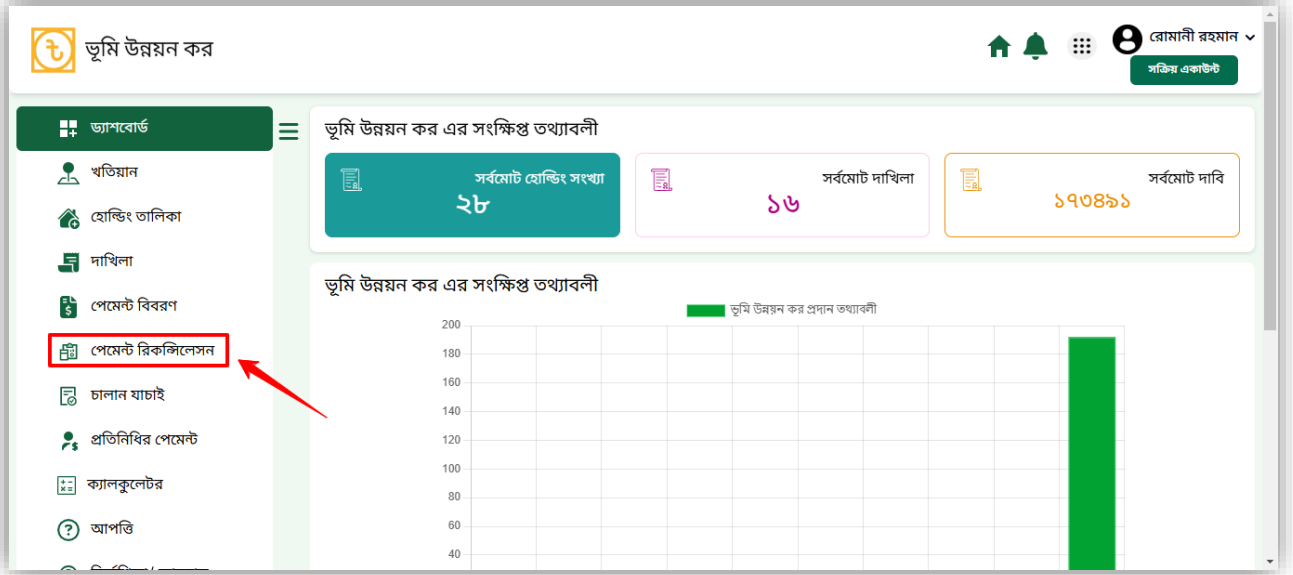 ভূমি উন্নয়ন কর
রোমানী রহমান
সক্রিয় একাউন্ট
ড্যাশবোর্ড
খতিয়ান
হোল্ডিং তালিকা
দাখিলা
পেমেন্ট বিবরণ
পেমেন্ট রিকন্সিলেসন
চালান যাচাই
প্রতিনিধির পেমেন্ট
ক্যালকুলেটর
আপত্তি
ভূমি উন্নয়ন কর এর সংক্ষিপ্ত তথ্যাবলী
সর্বমোট হোল্ডিং সংখ্যা
২৮
সর্বমোট দাখিলা
১৬
সর্বমোট দাবি
১৭৩৪৯১
ভূমি উন্নয়ন কর এর সংক্ষিপ্ত তথ্যাবলী
ভূমি উন্নয়ন কর প্রদান তথ্যাবলী
200
180
160
140
120
100
80
60
40